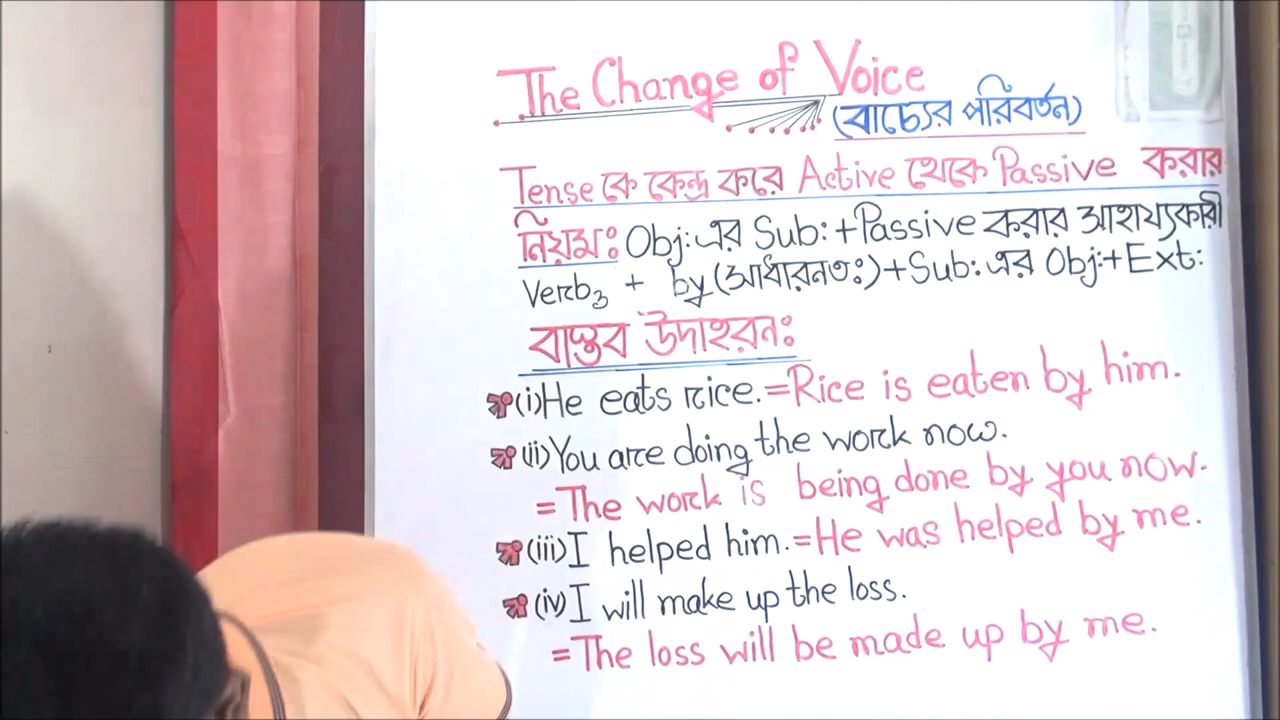 The Change of Voice
(বাচ্যের পরিবর্তন)
Tense কে কেন্দ্র করে Active থেকে Passive করার
নিয়মঃ Obj: এর Sub: + Passive করার সাহায্যকারী
Verb3 + by (সাধারনতঃ) + Sub: এর Obj: + Ext:
বাস্তব উদাহরনঃ
(i) He eats rice. = Rice is eaten by him.
(ii) You are doing the work now.
= The work is being done by you now.
(iii) I helped him. = He was helped by me.
(iv) I will make up the loss.
= The loss will be made up by me.